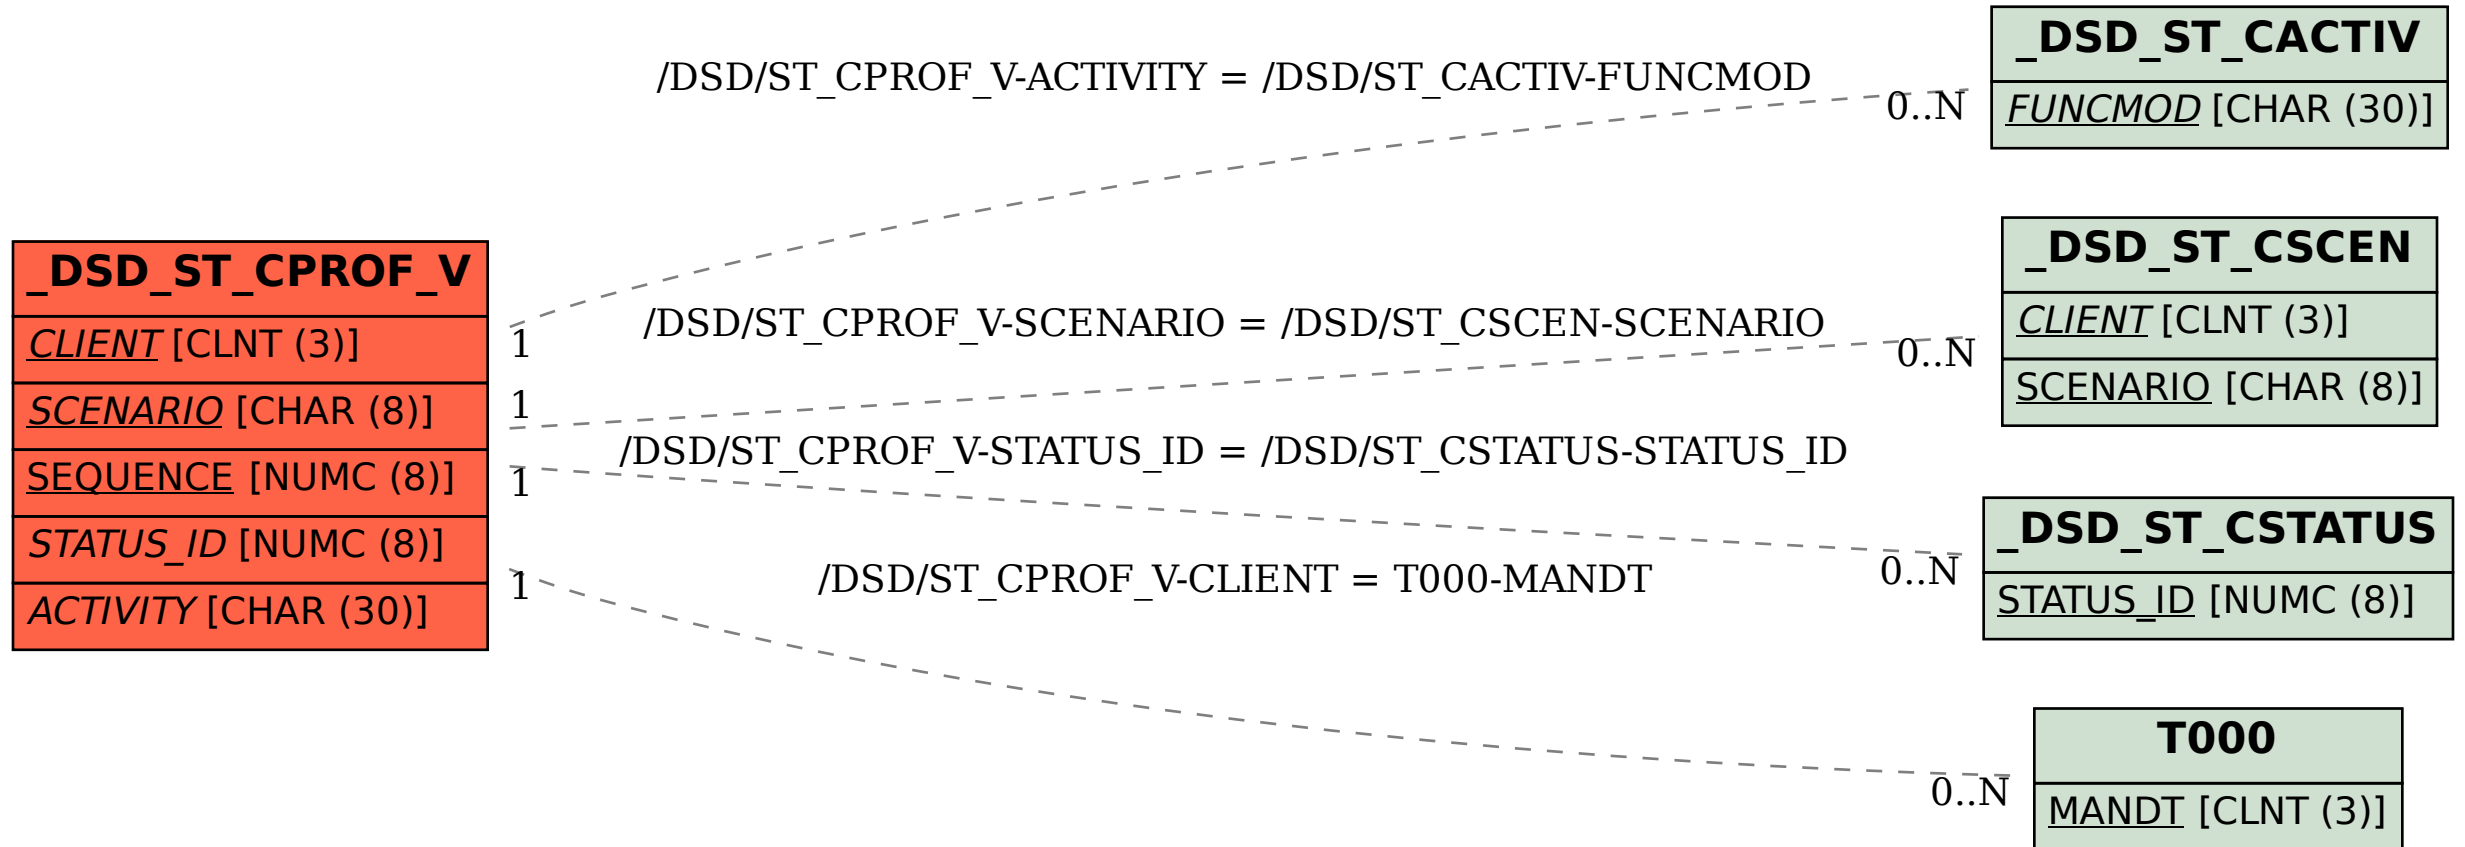 _DSD_ST_CPROF_V
CLIENT [CLNT (3)]
SCENARIO [CHAR (8)]
SEQUENCE [NUMC (8)]
STATUS_ID [NUMC (8)]
ACTIVITY [CHAR (30)]
/DSD/ST_CPROF_V-ACTIVITY = /DSD/ST_CACTIV-FUNCMOD
1
0..N
/DSD/ST_CPROF_V-SCENARIO = /DSD/ST_CSCEN-SCENARIO
1
0..N
/DSD/ST_CPROF_V-STATUS_ID = /DSD/ST_CSTATUS-STATUS_ID
1
0..N
/DSD/ST_CPROF_V-CLIENT = T000-MANDT
1
0..N
_DSD_ST_CACTIV
FUNCMOD [CHAR (30)]
_DSD_ST_CSCEN
CLIENT [CLNT (3)]
SCENARIO [CHAR (8)]
_DSD_ST_CSTATUS
STATUS_ID [NUMC (8)]
T000
MANDT [CLNT (3)]